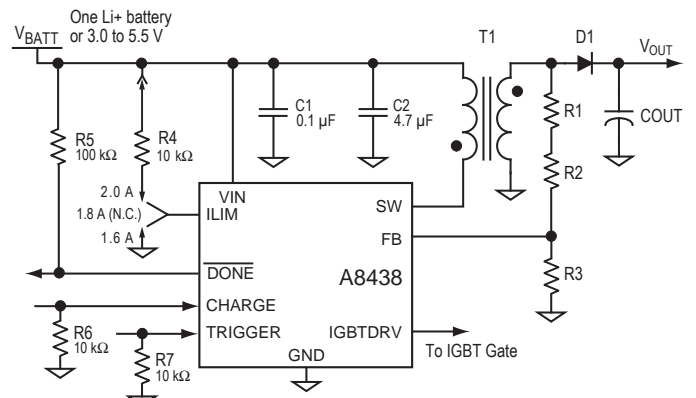 One Li+ battery
or 3.0 to 5.5 V
VBATT
T1
D1
VOUT
C1
0.1 µF
C2
4.7 µF
R1
COUT
R5
100 kΩ
R4
10 kΩ
R2
2.0 A
1.8 A (N.C.)
1.6 A
VIN
ILIM
SW
FB
R3
DONE
A8438
CHARGE
TRIGGER
IGBTDRV
To IGBT Gate
GND
R6
10 kΩ
R7
10 kΩ